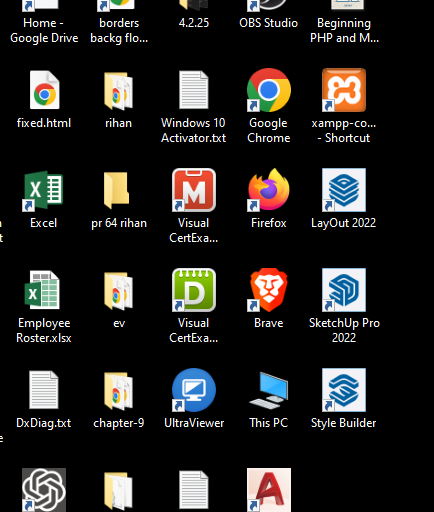 Home -
Google Drive
borders
backg flo...
4.2.25
OBS Studio
Beginning
PHP and M...
fixed.html
rihan
Windows 10
Activator.txt
Google
Chrome
xampp-co...
- Shortcut
Excel
pr 64 rihan
Visual
CertExa...
Firefox
LayOut 2022
Employee
Roster.xlsx
ev
Visual
CertExa...
Brave
SketchUp Pro
2022
DxDiag.txt
chapter-9
UltraViewer
This PC
Style Builder